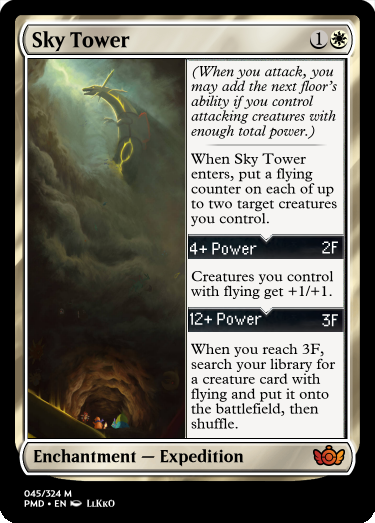 Sky Tower 1
(When you attack, you
may add the next floor's
ability if you control
attacking creatures with
enough total power.)
When Sky Tower
enters, put a flying
counter on each of up
to two target creatures
you control.
4+ Power 2F
Creatures you control
with flying get +1/+1.
12+ Power 3F
When you reach 3F,
search your library for
a creature card with
flying and put it onto
the battlefield, then
shuffle.
Enchantment — Expedition
045/324 M
PMD • EN LLKKO